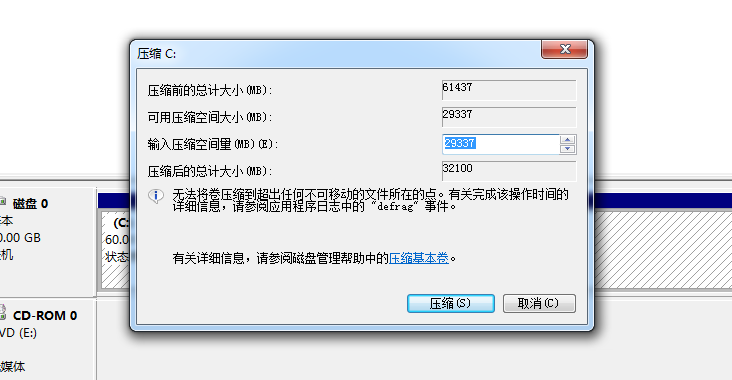 压缩 C:
压缩前的总计大小(MB):
61437
可用压缩空间大小(MB):
29337
输入压缩空间量(MB)(E):
29337
压缩后的总计大小(MB):
32100
无法将卷压缩到超出任何不可移动的文件所在的点。有关完成该操作时间的
详细信息，请参阅应用程序日志中的 "defrag" 事件。
有关详细信息，请参阅磁盘管理帮助中的压缩基本卷。
压缩(S)
取消(C)
磁盘 0
本
0.00 GB
机
(C:
60.0
状态
CD-ROM 0
VD (E:)
媒体